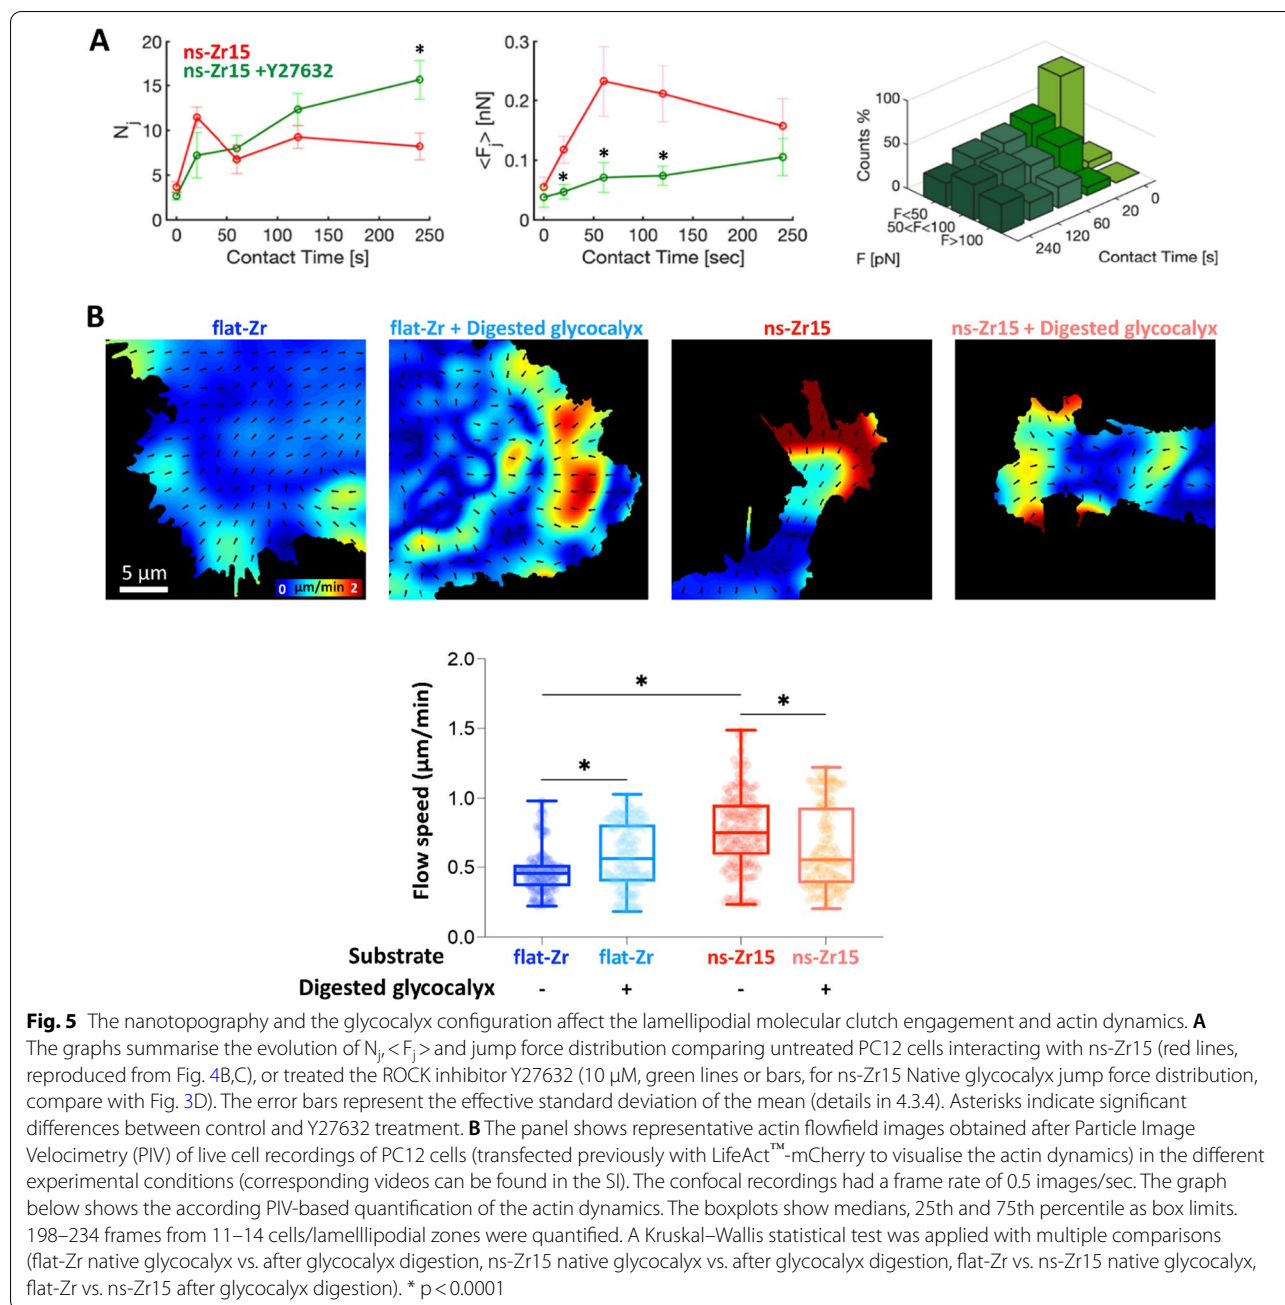 A
ns-Zr15
ns-Zr15 +Y27632
20
15
10
5
0
Nj
0 50 100 150 200 250
Contact Time [s]
*
0.3
0.2
0.1
0
<Fj> [nN]
0 50 100 150 200 250
Contact Time [sec]
* * *
100
50
0
Counts %
F<50
50<F<100
F>100
F [pN]
240 120 60 20 0
Contact Time [s]
B
flat-Zr
flat-Zr + Digested glycocalyx
ns-Zr15
ns-Zr15 + Digested glycocalyx
5 µm
0 µm/min 2
2.0
1.5
1.0
0.5
0.0
Flow speed (µm/min)
* * *
Substrate flat-Zr flat-Zr ns-Zr15 ns-Zr15
Digested glycocalyx - + - +
Fig. 5 The nanotopography and the glycocalyx configuration affect the lamellipodial molecular clutch engagement and actin dynamics. A
The graphs summarise the evolution of Nj, <Fj> and jump force distribution comparing untreated PC12 cells interacting with ns-Zr15 (red lines,
reproduced from Fig. 4B,C), or treated the ROCK inhibitor Y27632 (10 µM, green lines or bars, for ns-Zr15 Native glycocalyx jump force distribution,
compare with Fig. 3D). The error bars represent the effective standard deviation of the mean (details in 4.3.4). Asterisks indicate significant
differences between control and Y27632 treatment. B The panel shows representative actin flowfield images obtained after Particle Image
Velocimetry (PIV) of live cell recordings of PC12 cells (transfected previously with LifeAct™-mCherry to visualise the actin dynamics) in the different
experimental conditions (corresponding videos can be found in the SI). The confocal recordings had a frame rate of 0.5 images/sec. The graph
below shows the according PIV-based quantification of the actin dynamics. The boxplots show medians, 25th and 75th percentile as box limits.
198–234 frames from 11–14 cells/lamelllipodial zones were quantified. A Kruskal–Wallis statistical test was applied with multiple comparisons
(flat-Zr native glycocalyx vs. after glycocalyx digestion, ns-Zr15 native glycocalyx vs. after glycocalyx digestion, flat-Zr vs. ns-Zr15 native glycocalyx,
flat-Zr vs. ns-Zr15 after glycocalyx digestion). * p < 0.0001